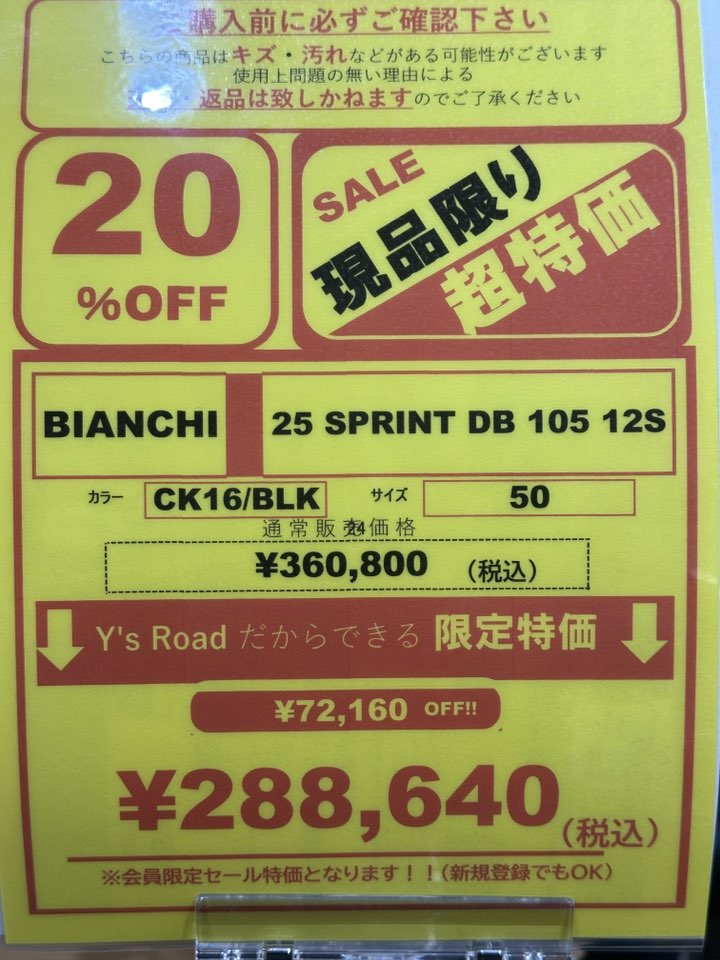 購入前に必ずご確認下さい
こちらの商品はキズ・汚れなどがある可能性がございます
使用上問題の無い理由による
・返品は致しかねますのでご了承ください
20
%OFF
SALE
現品限り
超特価
BIANCHI
25 SPRINT DB 105 12S
カラー CK16/BLK サイズ 50
通常販売価格
24
¥360,800 (税込)
Y's Road だからできる 限定特価
¥72,160 OFF!!
¥288,640 (税込)
※会員限定セール特価となります！！(新規登録でもOK)